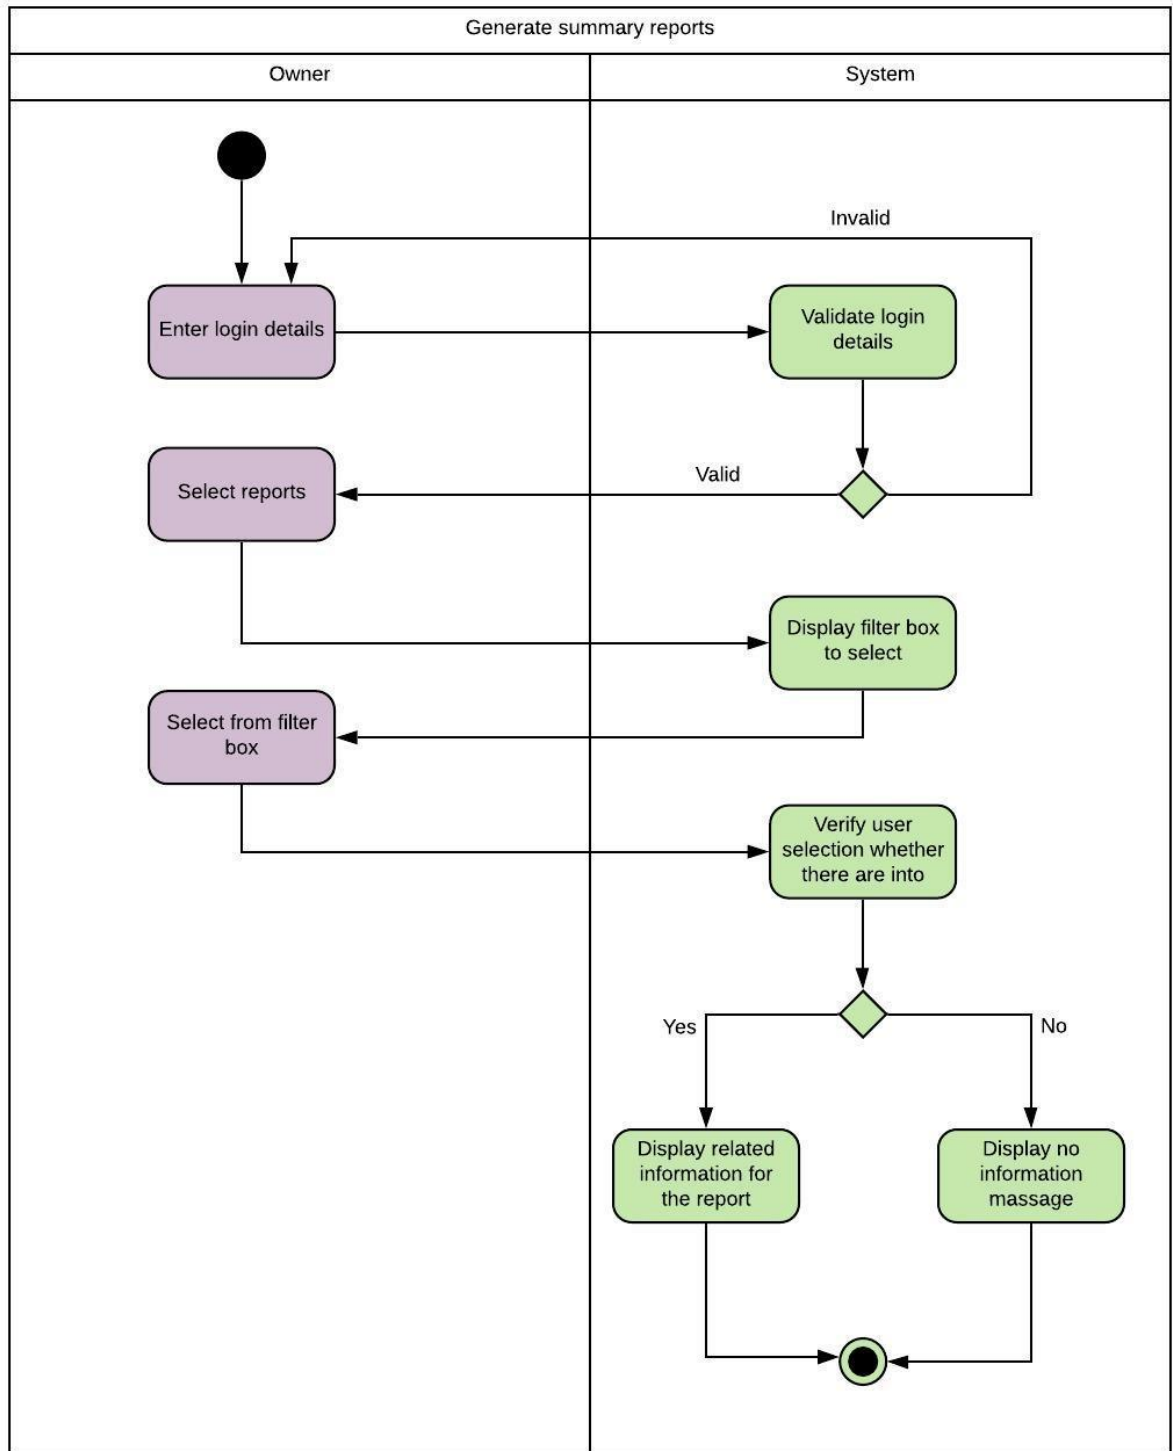 Generate summary reports
Owner
System
Invalid
Enter login details
Validate login
details
Valid
Select reports
Display filter box
to select
Select from filter
box
Verify user
selection whether
there are into
Yes
No
Display related
information for
the report
Display no
information
massage